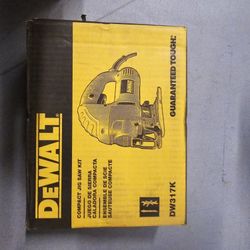 DEWALT
COMPACT JIG SAW KIT
JUEGO DE SIERRA
CALADORA COMPACTA
ENSEMBLE DE SCIE
SAUTEUSE COMPACTE
GUARANTEED TOUGH.
DW317K